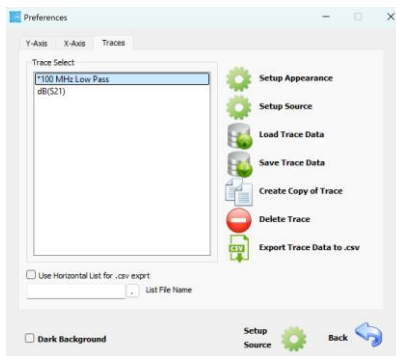 Preferences
Y-Axis X-Axis Traces
Trace Select
*100 MHz Low Pass
dB(S21)
Setup Appearance
Setup Source
Load Trace Data
Save Trace Data
Create Copy of Trace
Delete Trace
CSV
Export Trace Data to .csv
Use Horizontal List for .csv exprt
. List File Name
Dark Background
Setup
Source
Back